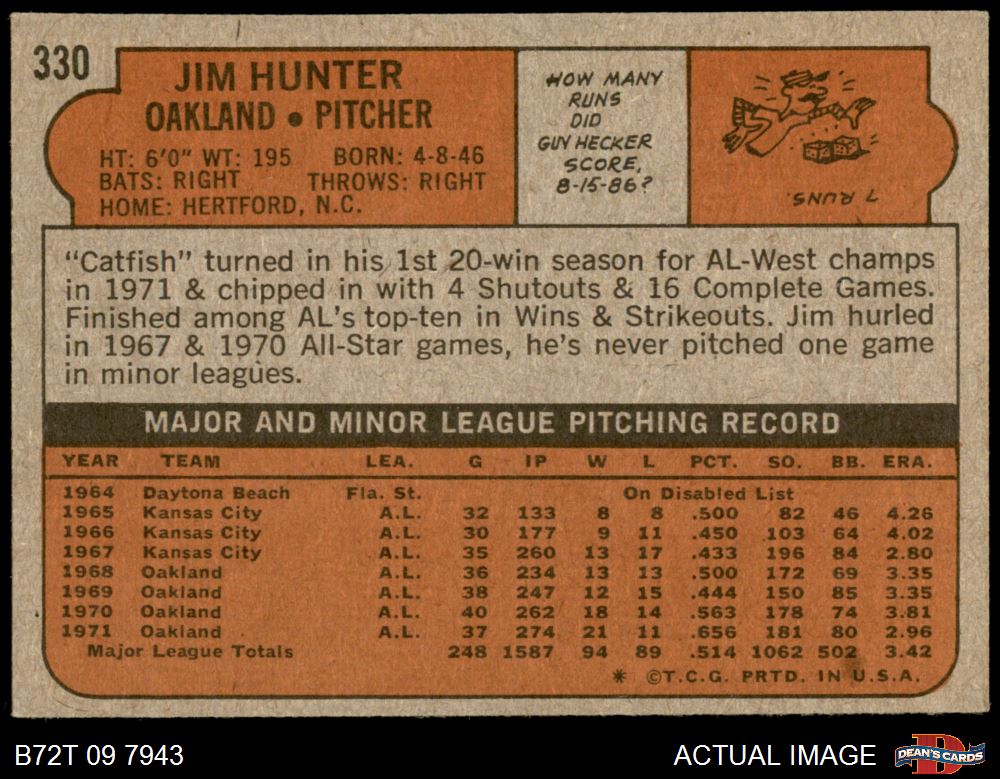 330
JIM HUNTER
OAKLAND • PITCHER
HT: 6'0" WT: 195 BORN: 4-8-46
BATS: RIGHT THROWS: RIGHT
HOME: HERTFORD, N.C.
HOW MANY
RUNS
DID
GUY HECKER
SCORE,
8-15-86?
7 RUNS.
"Catfish" turned in his 1st 20-win season for AL-West champs
in 1971 & chipped in with 4 Shutouts & 16 Complete Games.
Finished among AL's top-ten in Wins & Strikeouts. Jim hurled
in 1967 & 1970 All-Star games, he's never pitched one game
in minor leagues.
MAJOR AND MINOR LEAGUE PITCHING RECORD
YEAR TEAM LEA. G IP W L PCT. SO. BB. ERA.
1964 Daytona Beach Fla. St. On Disabled List
1965 Kansas City A.L. 32 133 8 8 .500 82 46 4.26
1966 Kansas City A.L. 30 177 9 11 .450 103 64 4.02
1967 Kansas City A.L. 35 260 13 17 .433 196 84 2.80
1968 Oakland A.L. 36 234 13 13 .500 172 69 3.35
1969 Oakland A.L. 38 247 12 15 .444 150 85 3.35
1970 Oakland A.L. 40 262 18 14 .563 178 74 3.81
1971 Oakland A.L. 37 274 21 11 .656 181 80 2.96
Major League Totals 248 1587 94 89 .514 1062 502 3.42
* ©T.C.G. PRTD. IN U.S.A.
B72T 09 7943 ACTUAL IMAGE DEAN'S CARDS